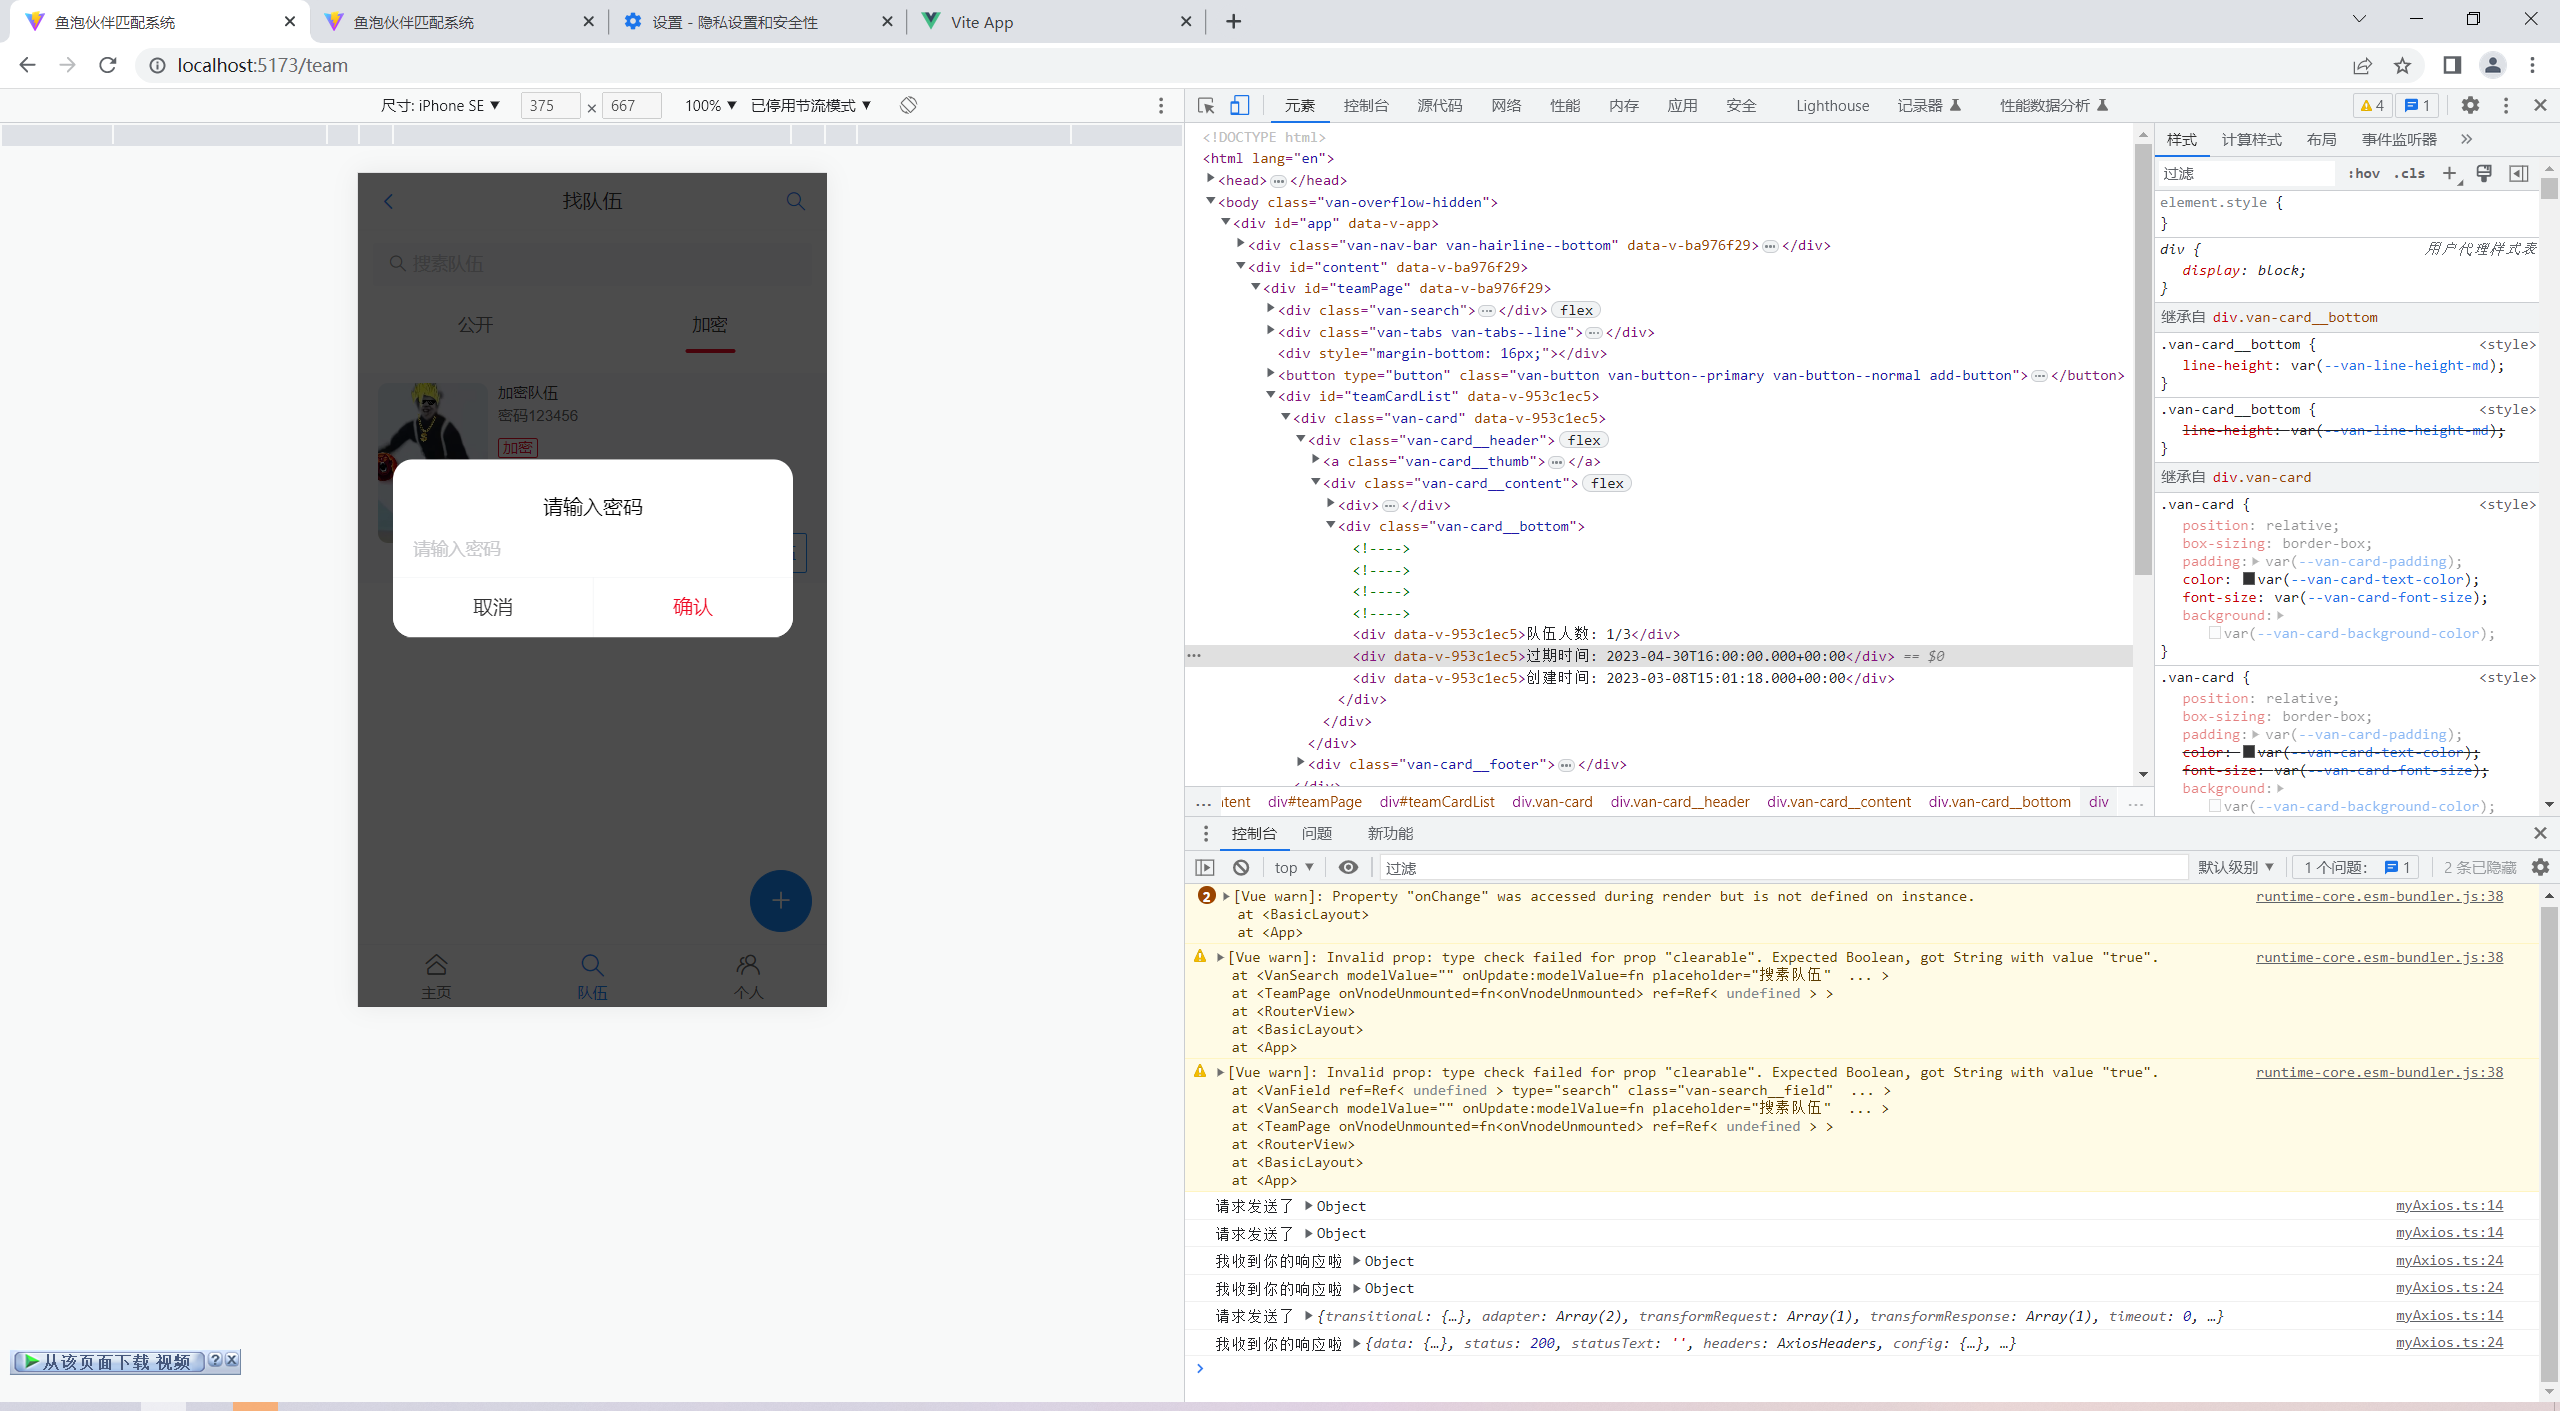 鱼泡伙伴匹配系统
鱼泡伙伴匹配系统
设置 - 隐私设置和安全性
Vite App
localhost:5173/team
尺寸: iPhone SE ▼
375 × 667
100% ▼
已停用节流模式 ▼
找队伍
搜素队伍
公开
加密
加密队伍
密码123456
加密
请输入密码
请输入密码
取消
确认
主页
队伍
个人
从该页面下载 视频
元素
控制台
源代码
网络
性能
内存
应用
安全
Lighthouse
记录器
性能数据分析
4
1
<!DOCTYPE html>
<html lang="en">
<head> … </head>
<body class="van-overflow-hidden">
<div id="app" data-v-app>
<div class="van-nav-bar van-hairline--bottom" data-v-ba976f29> … </div>
<div id="content" data-v-ba976f29>
<div id="teamPage" data-v-ba976f29>
<div class="van-search"> … </div> flex
<div class="van-tabs van-tabs--line"> … </div>
<div style="margin-bottom: 16px;"></div>
<button type="button" class="van-button van-button--primary van-button--normal add-button"> … </button>
<div id="teamCardList" data-v-953c1ec5>
<div class="van-card" data-v-953c1ec5>
<div class="van-card__header"> flex
<a class="van-card__thumb"> … </a>
<div class="van-card__content"> flex
<div> … </div>
<div class="van-card__bottom">
<!---->
<!---->
<!---->
<!---->
<div data-v-953c1ec5>队伍人数: 1/3</div>
<div data-v-953c1ec5>过期时间: 2023-04-30T16:00:00.000+00:00</div> == $0
<div data-v-953c1ec5>创建时间: 2023-03-08T15:01:18.000+00:00</div>
</div>
</div>
</div>
<div class="van-card__footer"> … </div>
… ntent div#teamPage div#teamCardList div.van-card div.van-card__header div.van-card__content div.van-card__bottom div …
样式
计算样式
布局
事件监听器
过滤
:hov .cls
element.style {
}
div {
用户代理样式表
display: block;
}
继承自 div.van-card__bottom
.van-card__bottom {
<style>
line-height: var(--van-line-height-md);
}
.van-card__bottom {
<style>
line-height: var(--van-line-height-md);
}
继承自 div.van-card
.van-card {
<style>
position: relative;
box-sizing: border-box;
padding: var(--van-card-padding);
color: var(--van-card-text-color);
font-size: var(--van-card-font-size);
background:
var(--van-card-background-color);
}
.van-card {
<style>
position: relative;
box-sizing: border-box;
padding: var(--van-card-padding);
color: var(--van-card-text-color);
font-size: var(--van-card-font-size);
background:
var(--van-card-background-color);
控制台
问题
新功能
top ▼
过滤
默认级别 ▼
1 个问题: 1
2 条已隐藏
2 [Vue warn]: Property "onChange" was accessed during render but is not defined on instance.
runtime-core.esm-bundler.js:38
at <BasicLayout>
at <App>
[Vue warn]: Invalid prop: type check failed for prop "clearable". Expected Boolean, got String with value "true".
runtime-core.esm-bundler.js:38
at <VanSearch modelValue="" onUpdate:modelValue=fn placeholder="搜素队伍" ... >
at <TeamPage onVnodeUnmounted=fn<onVnodeUnmounted> ref=Ref< undefined > >
at <RouterView>
at <BasicLayout>
at <App>
[Vue warn]: Invalid prop: type check failed for prop "clearable". Expected Boolean, got String with value "true".
runtime-core.esm-bundler.js:38
at <VanField ref=Ref< undefined > type="search" class="van-search__field" ... >
at <VanSearch modelValue="" onUpdate:modelValue=fn placeholder="搜素队伍" ... >
at <TeamPage onVnodeUnmounted=fn<onVnodeUnmounted> ref=Ref< undefined > >
at <RouterView>
at <BasicLayout>
at <App>
请求发送了 Object
myAxios.ts:14
请求发送了 Object
myAxios.ts:14
我收到你的响应啦 Object
myAxios.ts:24
我收到你的响应啦 Object
myAxios.ts:24
请求发送了 {transitional: {…}, adapter: Array(2), transformRequest: Array(1), transformResponse: Array(1), timeout: 0, …}
myAxios.ts:14
我收到你的响应啦 {data: {…}, status: 200, statusText: '', headers: AxiosHeaders, config: {…}, …}
myAxios.ts:24